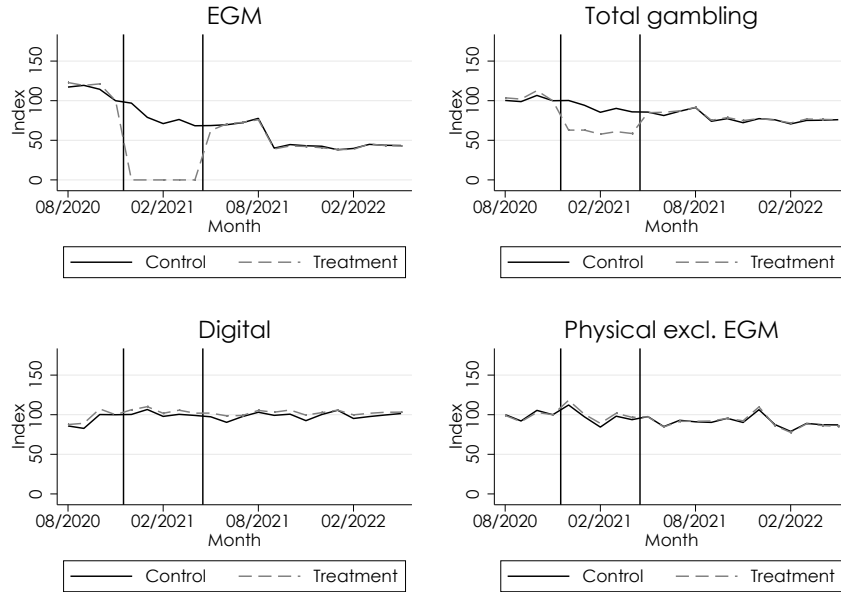 EGM
Index
0 50 100 150
08/2020 02/2021 08/2021 02/2022
Month
Control Treatment
Total gambling
Index
0 50 100 150
08/2020 02/2021 08/2021 02/2022
Month
Control Treatment
Digital
Index
0 50 100 150
08/2020 02/2021 08/2021 02/2022
Month
Control Treatment
Physical excl. EGM
Index
0 50 100 150
08/2020 02/2021 08/2021 02/2022
Month
Control Treatment